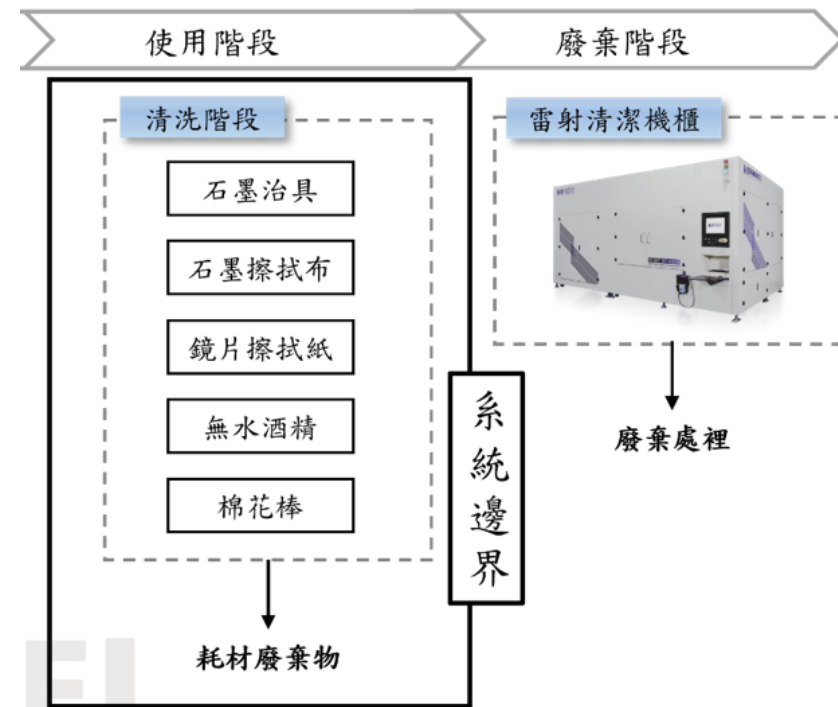 使用階段
廢棄階段
清洗階段
雷射清潔機櫃
石墨治具
石墨擦拭布
鏡片擦拭紙
無水酒精
棉花棒
系統邊界
廢棄處裡
耗材廢棄物